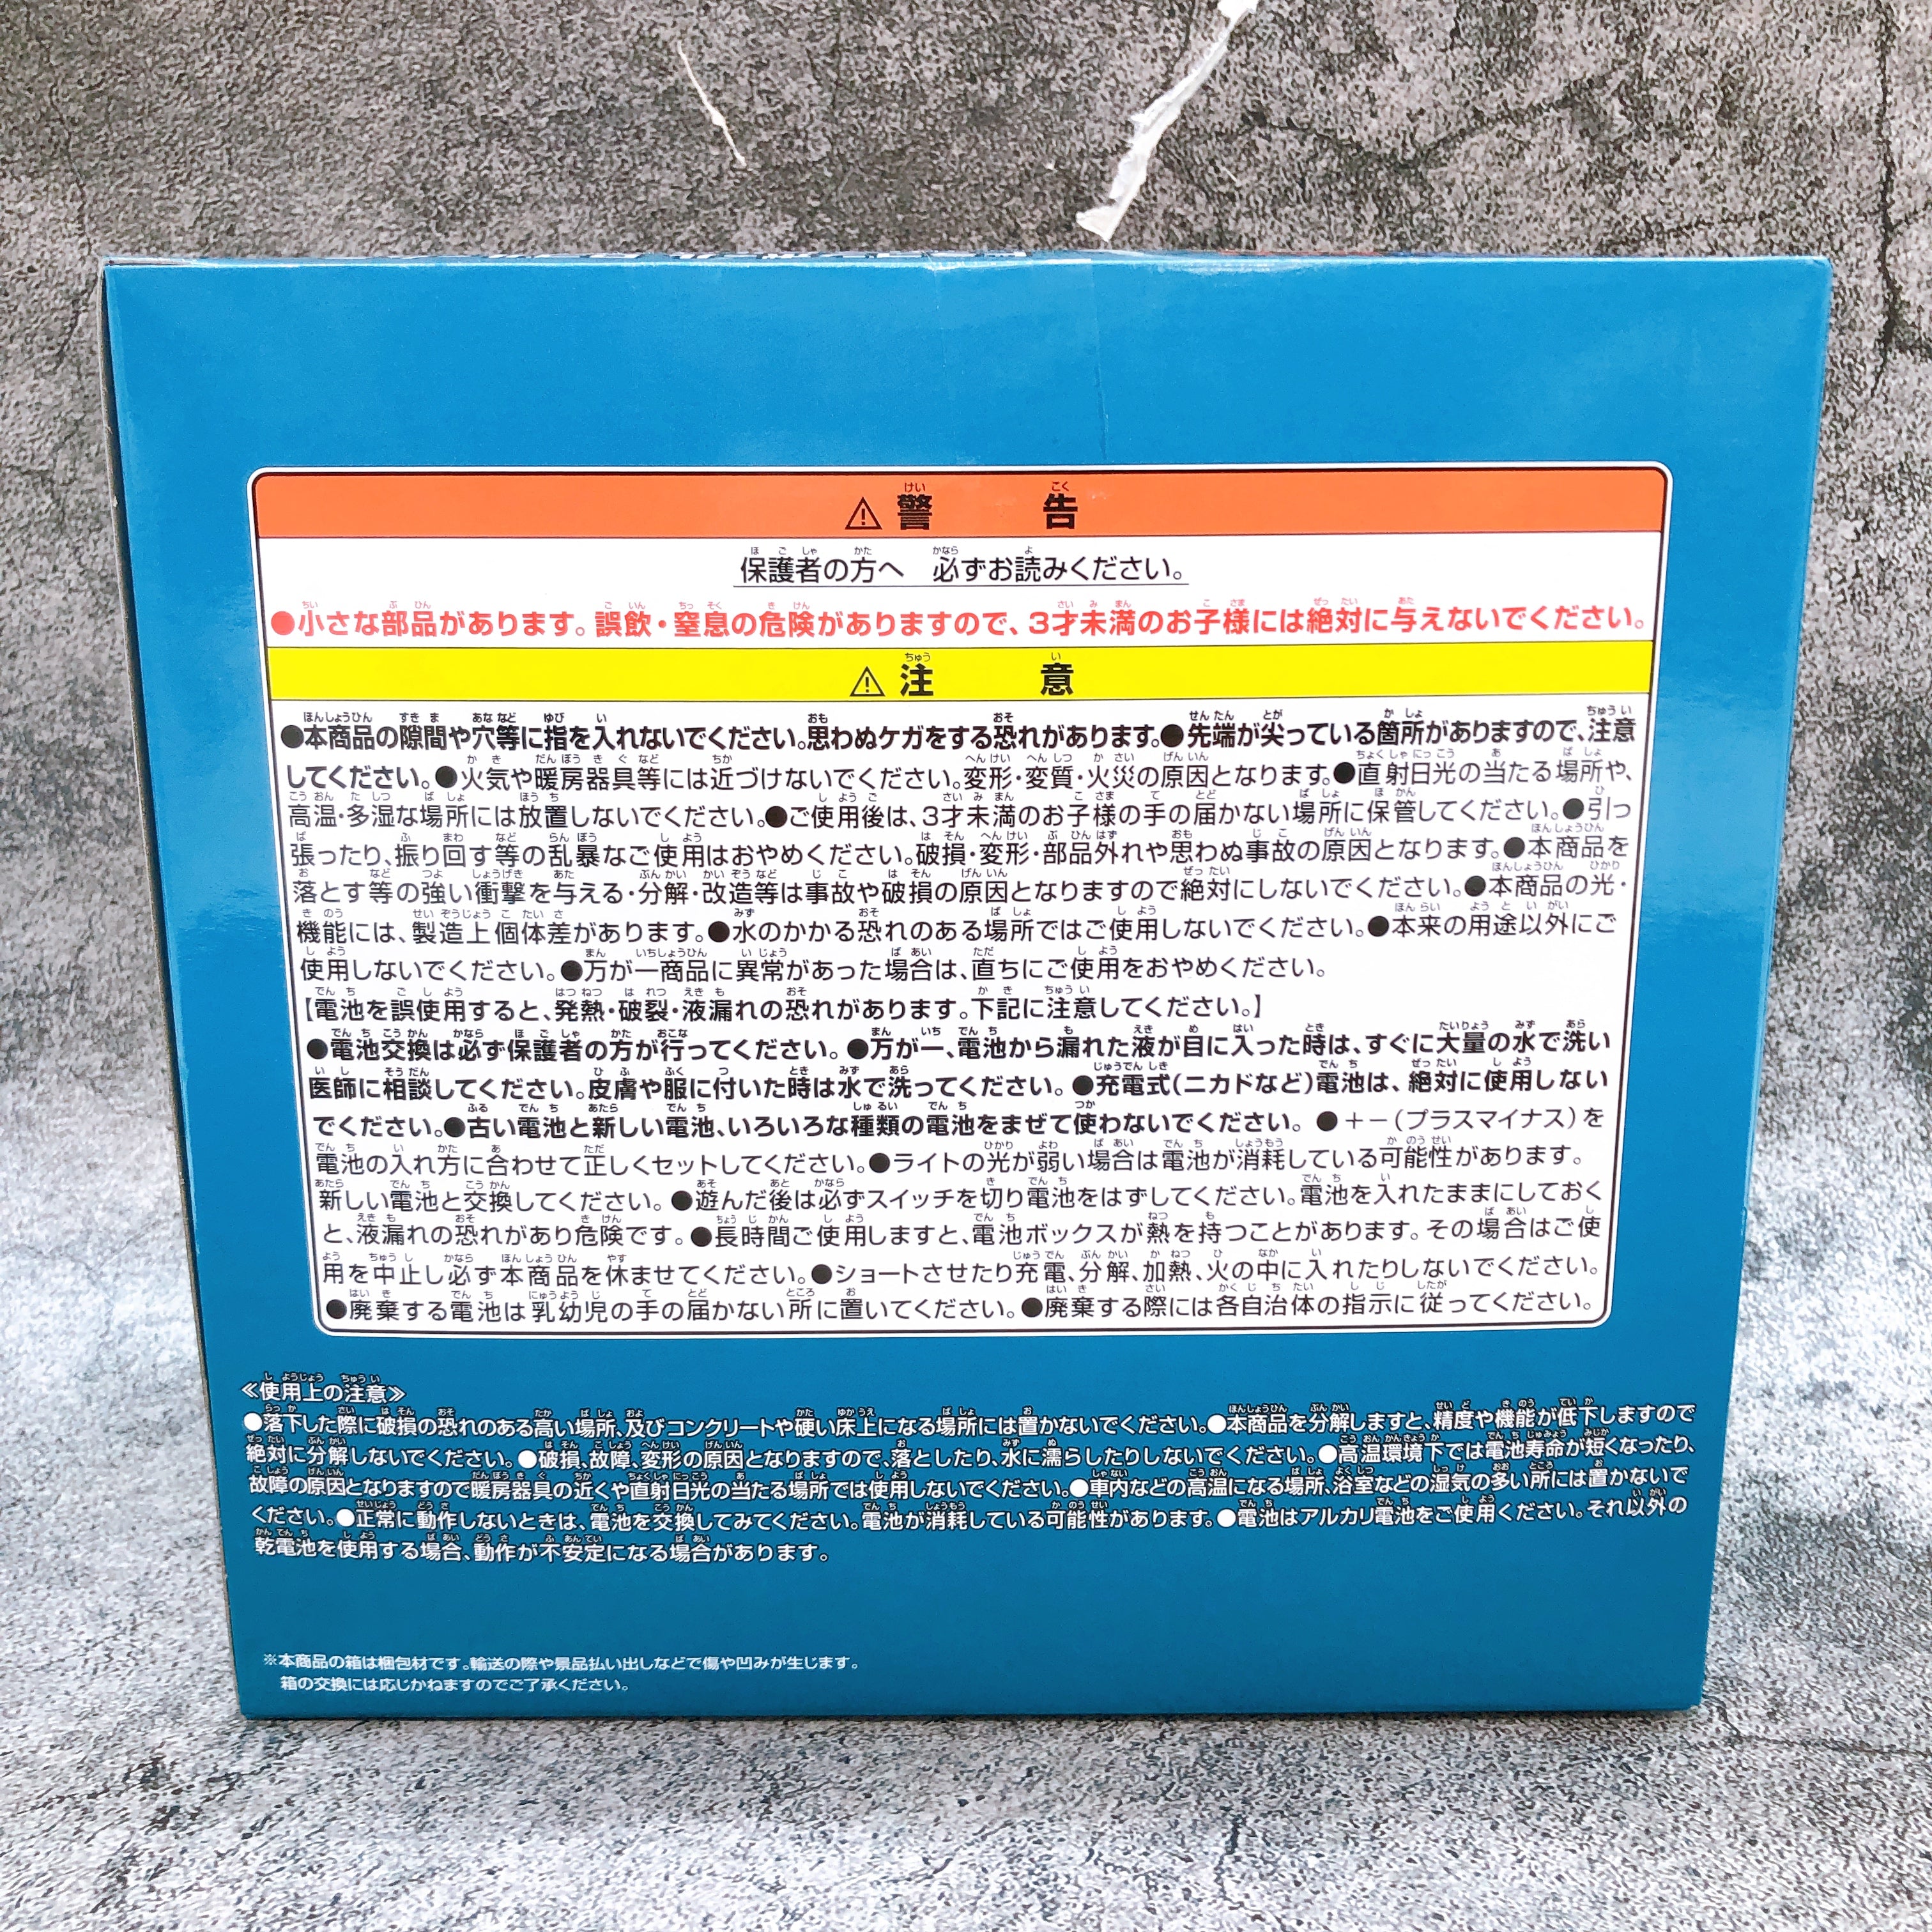 ⚠警告
保護者の方へ 必ずお読みください。
●小さな部品があります。誤飲・窒息の危険がありますので、3才未満のお子様には絶対に与えないでください。
⚠注意
●本商品の隙間や穴等に指を入れないでください。思わぬケガをする恐れがあります。●先端が尖っている箇所がありますので、注意
してください。●火気や暖房器具等には近づけないでください。変形・変質・火災の原因となります。●直射日光の当たる場所や、
高温・多湿な場所には放置しないでください。●ご使用後は、3才未満のお子様の手の届かない場所に保管してください。●引っ
張ったり、振り回す等の乱暴なご使用はおやめください。破損・変形・部品外れや思わぬ事故の原因となります。●本商品を
落とす等の強い衝撃を与える・分解・改造等は事故や破損の原因となりますので絶対にしないでください。●本商品の光・
機能には、製造上個体差があります。●水のかかる恐れのある場所ではご使用しないでください。●本来の用途以外にご
使用しないでください。●万が一商品に異常があった場合は、直ちにご使用をおやめください。
【電池を誤使用すると、発熱・破裂・液漏れの恐れがあります。下記に注意してください。】
●電池交換は必ず保護者の方が行ってください。●万が一、電池から漏れた液が目に入った時は、すぐに大量の水で洗い
医師に相談してください。皮膚や服に付いた時は水で洗ってください。●充電式(ニカドなど)電池は、絶対に使用しない
でください。●古い電池と新しい電池、いろいろな種類の電池をまぜて使わないでください。●+-(プラスマイナス)を
電池の入れ方に合わせて正しくセットしてください。●ライトの光が弱い場合は電池が消耗している可能性があります。
新しい電池と交換してください。●遊んだ後は必ずスイッチを切り電池をはずしてください。電池を入れたままにしておく
と、液漏れの恐れがあり危険です。●長時間ご使用しますと、電池ボックスが熱を持つことがあります。その場合はご使
用を中止し必ず本商品を休ませてください。●ショートさせたり充電、分解、加熱、火の中に入れたりしないでください。
●廃棄する電池は乳幼児の手の届かない所に置いてください。●廃棄する際には各自治体の指示に従ってください。
≪使用上の注意≫
●落下した際に破損の恐れのある高い場所、及びコンクリートや硬い床上になる場所には置かないでください。●本商品を分解しますと、精度や機能が低下しますので
絶対に分解しないでください。●破損、故障、変形の原因となりますので、落としたり、水に濡らしたりしないでください。●高温環境下では電池寿命が短くなったり、
故障の原因となりますので暖房器具の近くや直射日光の当たる場所では使用しないでください。●車内などの高温になる場所、浴室などの湿気の多い所には置かないで
ください。●正常に動作しないときは、電池を交換してみてください。電池が消耗している可能性があります。●電池はアルカリ電池をご使用ください。それ以外の
乾電池を使用する場合、動作が不安定になる場合があります。
※本商品の箱は梱包材です。輸送の際や景品払い出しなどで傷や凹みが生じます。
箱の交換には応じかねますのでご了承ください。